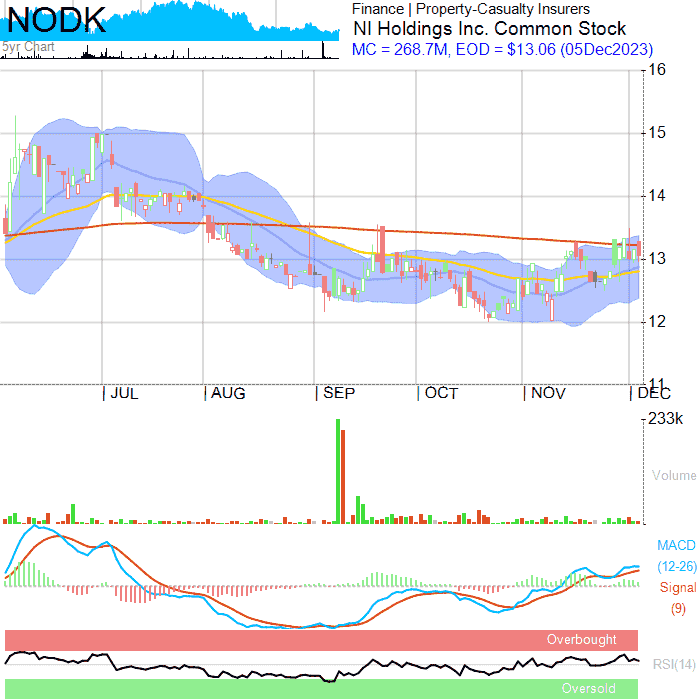 NODK
5yr Chart
Finance | Property-Casualty Insurers
NI Holdings Inc. Common Stock
MC = 268.7M, EOD = $13.06 (05Dec2023)
16
15
14
13
12
11
JUL AUG SEP OCT NOV DEC
233k
Volume
MACD
(12-26)
Signal
(9)
Overbought
RSI(14)
Oversold